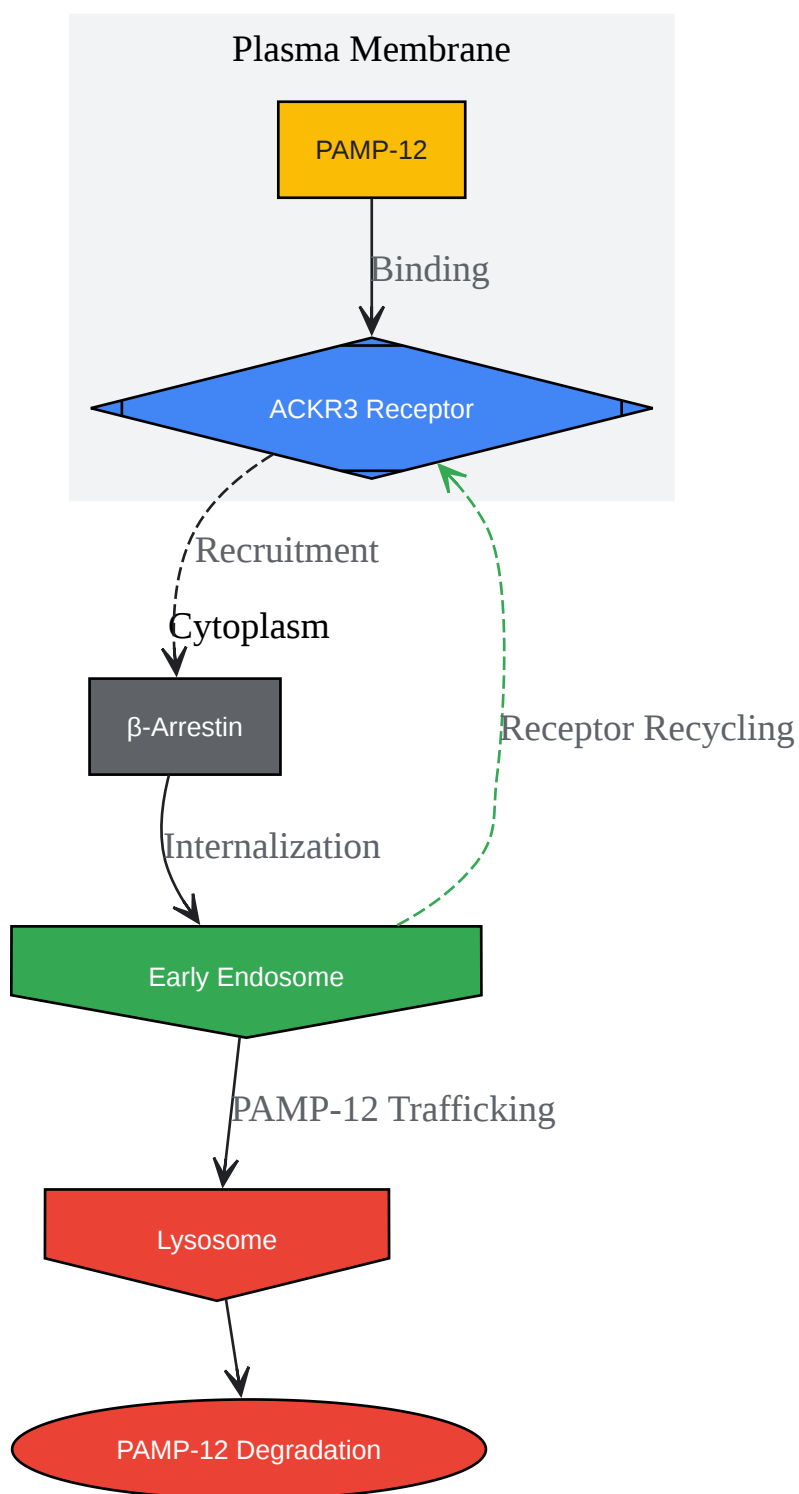 Plasma Membrane
PAMP-12
Binding
ACKR3 Receptor
Recruitment
Cytoplasm
β-Arrestin
Receptor Recycling
Internalization
Early Endosome
PAMP-12 Trafficking
Lysosome
PAMP-12 Degradation